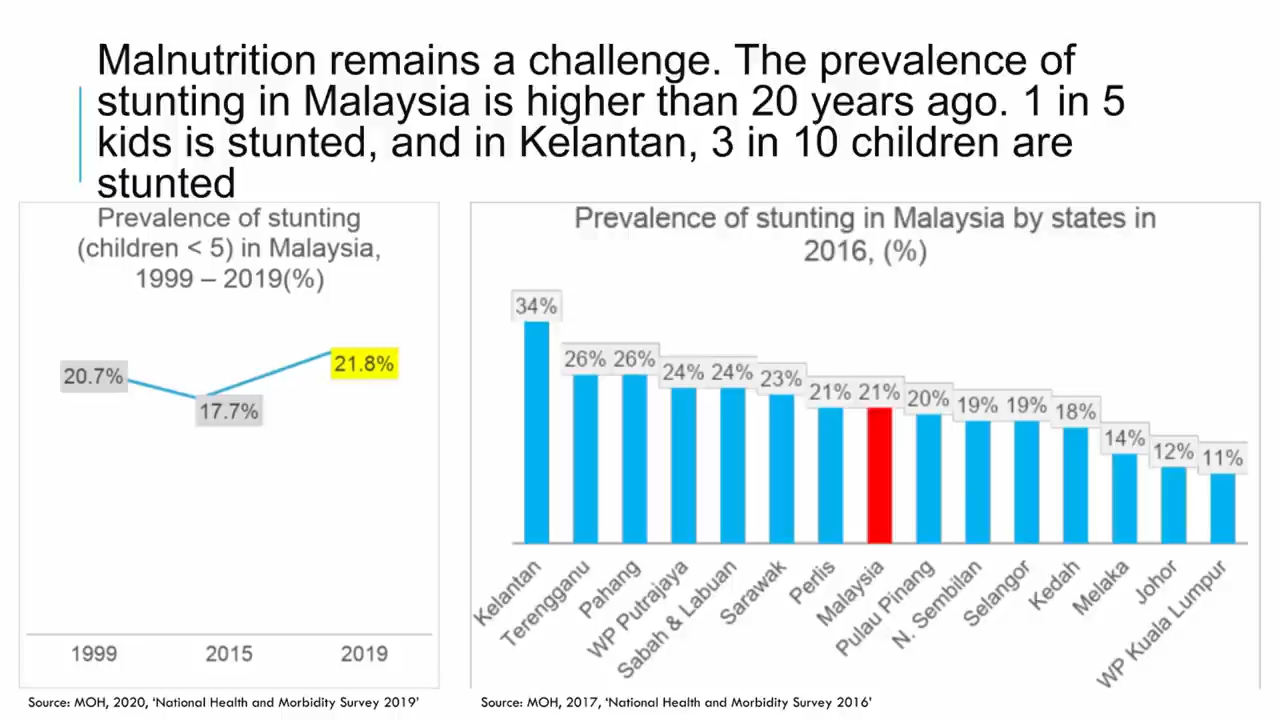 Malnutrition remains a challenge. The prevalence of
stunting in Malaysia is higher than 20 years ago. 1 in 5
kids is stunted, and in Kelantan, 3 in 10 children are
stunted
Prevalence of stunting
(children < 5) in Malaysia,
1999 – 2019(%)
20.7%
17.7%
21.8%
1999
2015
2019
Source: MOH, 2020, ‘National Health and Morbidity Survey 2019’
Prevalence of stunting in Malaysia by states in
2016, (%)
34%
26%
26%
24%
24%
23%
21%
21%
20%
19%
19%
18%
14%
12%
11%
Kelantan
Terengganu
Pahang
WP Putrajaya
Sabah & Labuan
Sarawak
Perlis
Malaysia
Pulau Pinang
N. Sembilan
Selangor
Kedah
Melaka
Johor
WP Kuala Lumpur
Source: MOH, 2017, ‘National Health and Morbidity Survey 2016’